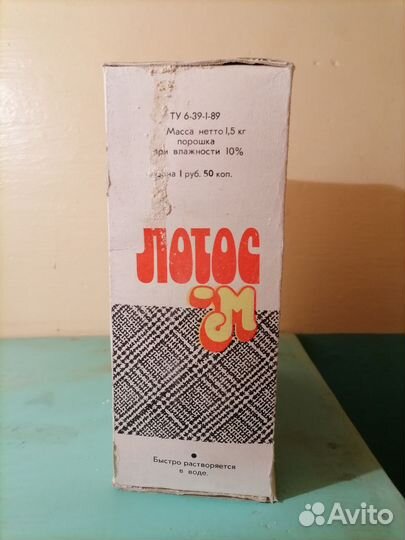 ТУ 6-39-1-89
Масса нетто 1,5 кг
порошка
при влажности 10%
Цена 1 руб. 50 коп.
ЛОТОС
-М
• Быстро растворяется
в воде.
Avito